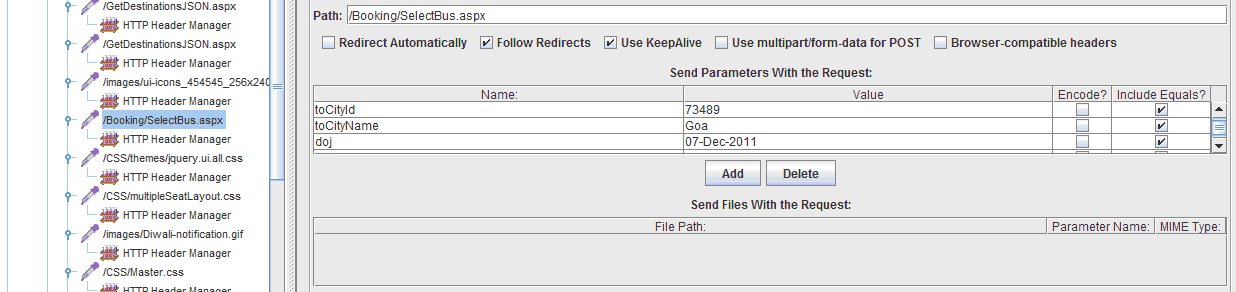 /GetDestinationsJSON.aspx
HTTP Header Manager
/GetDestinationsJSON.aspx
HTTP Header Manager
/images/ui-icons_454545_256x240
HTTP Header Manager
/Booking/SelectBus.aspx
HTTP Header Manager
/CSS/themes/jquery.ui.all.css
HTTP Header Manager
/CSS/multipleSeatLayout.css
HTTP Header Manager
/images/Diwali-notification.gif
HTTP Header Manager
/CSS/Master.css
HTTP Header Manager
Path: /Booking/SelectBus.aspx
Redirect Automatically Follow Redirects Use KeepAlive Use multipart/form-data for POST Browser-compatible headers
Send Parameters With the Request:
Name: Value Encode? Include Equals?
toCityId 73489
toCityName Goa
doj 07-Dec-2011
Add Delete
Send Files With the Request:
File Path: Parameter Name: MIME Type: